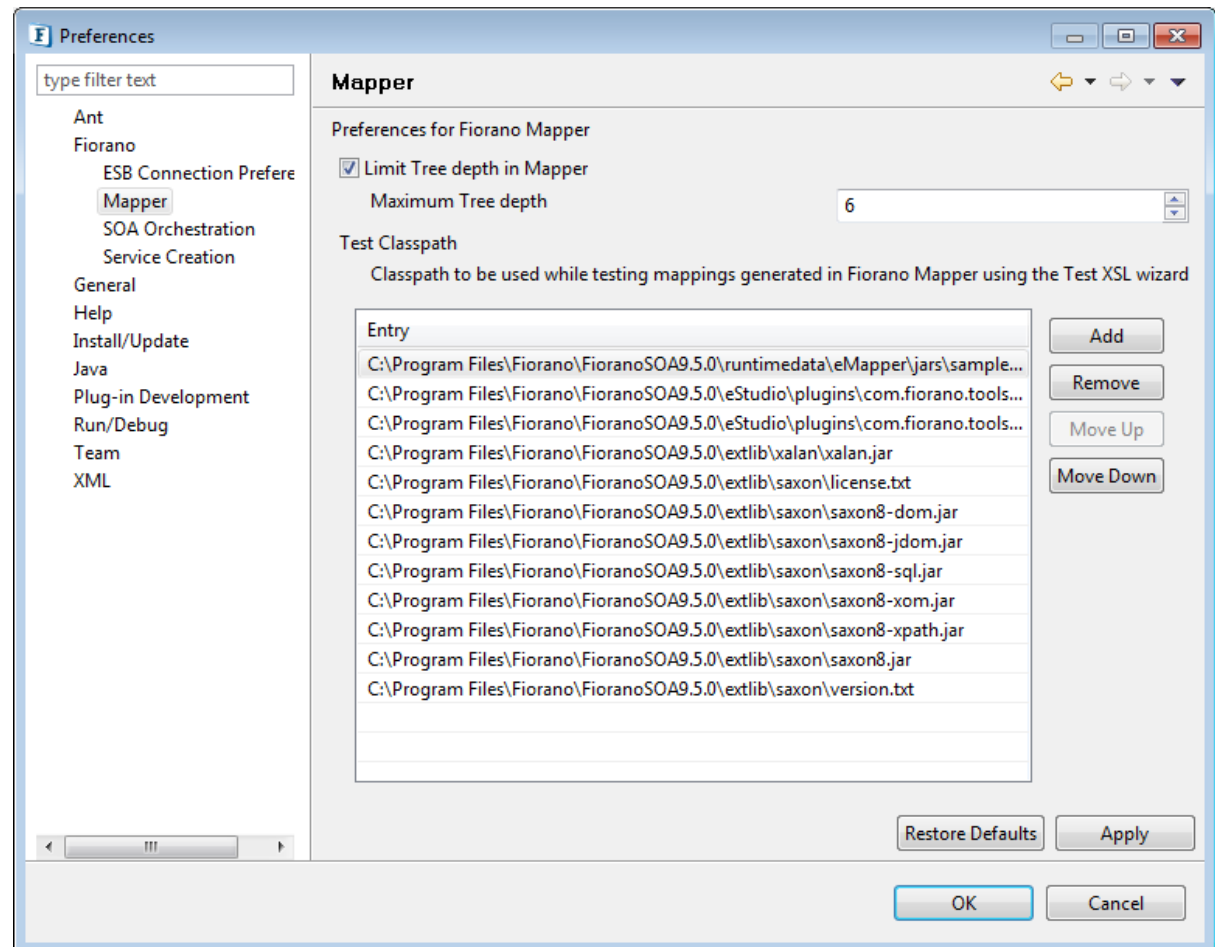 Preferences
type filter text
Ant
Fiorano
ESB Connection Prefere
Mapper
SOA Orchestration
Service Creation
General
Help
Install/Update
Java
Plug-in Development
Run/Debug
Team
XML
Mapper
Preferences for Fiorano Mapper
Limit Tree depth in Mapper
Maximum Tree depth 6
Test Classpath
Classpath to be used while testing mappings generated in Fiorano Mapper using the Test XSL wizard
Entry
C:\Program Files\Fiorano\FioranoSOA9.5.0\runtimedata\eMapper\jars\sample...
C:\Program Files\Fiorano\FioranoSOA9.5.0\eStudio\plugins\com.fiorano.tools...
C:\Program Files\Fiorano\FioranoSOA9.5.0\eStudio\plugins\com.fiorano.tools...
C:\Program Files\Fiorano\FioranoSOA9.5.0\extlib\xalan\xalan.jar
C:\Program Files\Fiorano\FioranoSOA9.5.0\extlib\saxon\license.txt
C:\Program Files\Fiorano\FioranoSOA9.5.0\extlib\saxon\saxon8-dom.jar
C:\Program Files\Fiorano\FioranoSOA9.5.0\extlib\saxon\saxon8-jdom.jar
C:\Program Files\Fiorano\FioranoSOA9.5.0\extlib\saxon\saxon8-sql.jar
C:\Program Files\Fiorano\FioranoSOA9.5.0\extlib\saxon\saxon8-xom.jar
C:\Program Files\Fiorano\FioranoSOA9.5.0\extlib\saxon\saxon8-xpath.jar
C:\Program Files\Fiorano\FioranoSOA9.5.0\extlib\saxon\saxon8.jar
C:\Program Files\Fiorano\FioranoSOA9.5.0\extlib\saxon\version.txt
Add
Remove
Move Up
Move Down
Restore Defaults
Apply
OK
Cancel